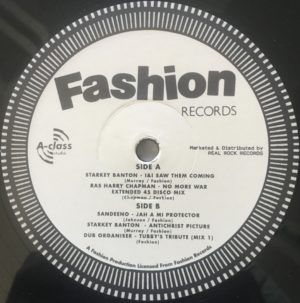 Fashion
RECORDS
A-class
studio
Marketed & Distributed by
REAL ROCK RECORDS
SIDE A
STARKEY BANTON - I&I SAW THEM COMING
(Murray / Fashion)
RAS HARRY CHAPMAN - NO MORE WAR
EXTENDED 45 DISCO MIX
(Chapman / Fashion)
SIDE B
SANDEENO - JAH A MI PROTECTOR
(Johnson / Fashion)
STARKEY BANTON - ANTICHRIST PICTURE
(Murray / Fashion)
DUB ORGANISER - TUBBY'S TRIBUTE (MIX 1)
(Fashion)
A Fashion Production Licensed From Fashion Records